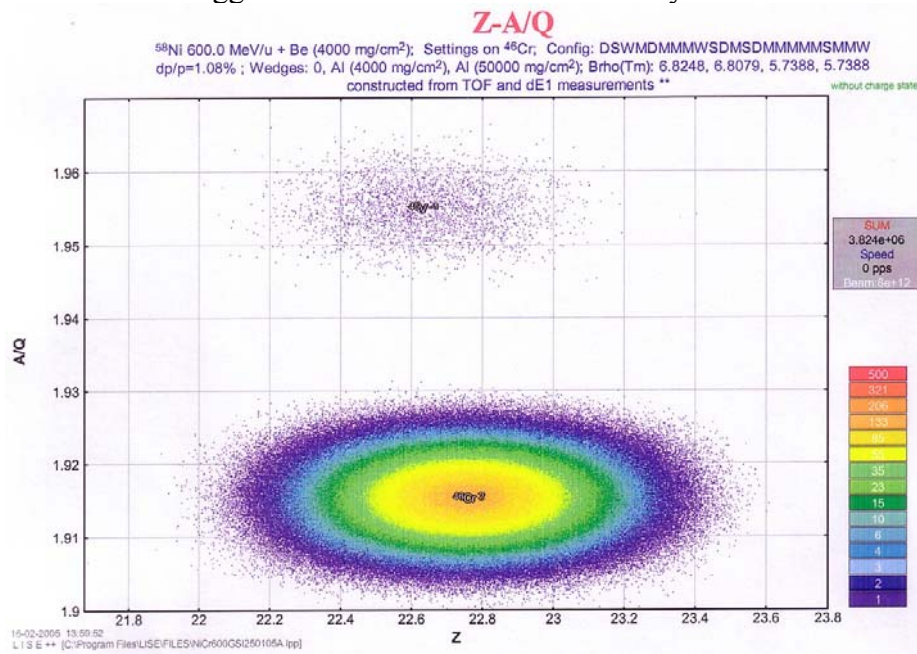 Z-A/Q
⁵⁸Ni 600.0 MeV/u + Be (4000 mg/cm²); Settings on ⁴⁶Cr; Config: DSWMDMMMWSDMSDMMMMMSMMW
dp/p=1.08% ; Wedges: 0, Al (4000 mg/cm²), Al (50000 mg/cm²); Brho(Tm): 6.8248, 6.8079, 5.7388, 5.7388
constructed from TOF and dE1 measurements **
without charge state
1.96
1.95
1.94
1.93
1.92
1.91
1.9
A/Q
21.8
22
22.2
22.4
22.6
22.8
23
23.2
23.4
23.6
23.8
Z
SUM
3.824e+06
Speed
0 pps
500
321
206
133
85
35
23
15
10
6
4
3
2
1
16-02-2005 13:59:52
LISE++ [C:\Program Files\LISE\FILES\NiCr600GSI250105A.lpp]